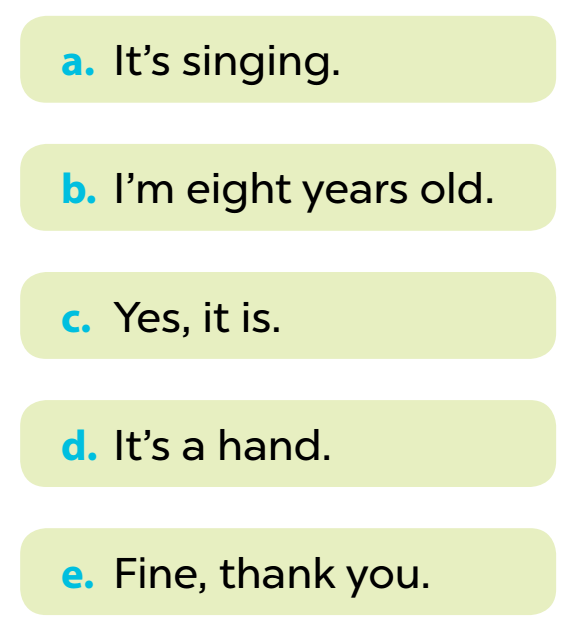 a. It’s singing.
b. I’m eight years old.
c. Yes, it is.
d. It’s a hand.
e. Fine, thank you.